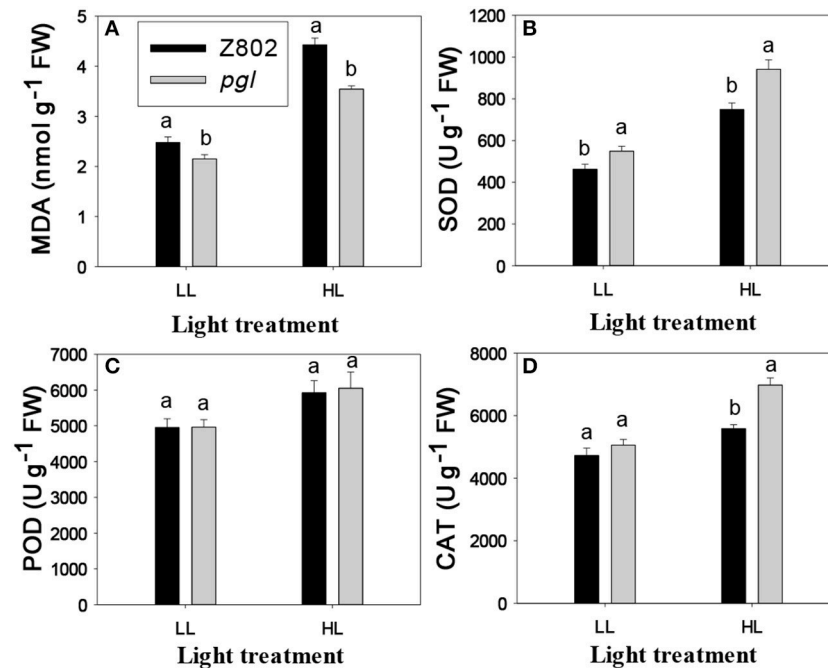 A
Z802
pgl
MDA (nmol g⁻¹ FW)
5
4
3
2
1
0
a
b
a
b
LL
HL
Light treatment
B
SOD (U g⁻¹ FW)
1200
1000
800
600
400
200
0
b
a
b
a
LL
HL
Light treatment
C
POD (U g⁻¹ FW)
7000
6000
5000
4000
3000
2000
1000
0
a
a
a
a
LL
HL
Light treatment
D
CAT (U g⁻¹ FW)
8000
6000
4000
2000
0
a
a
b
a
LL
HL
Light treatment